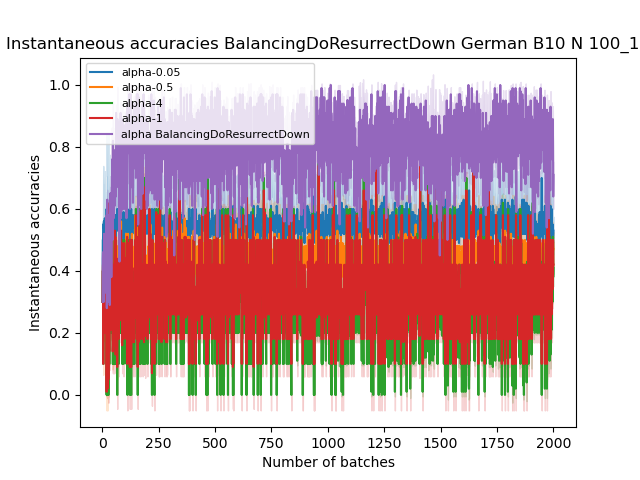 Instantaneous accuracies BalancingDoResurrectDown German B10 N 100_1
alpha-0.05
alpha-0.5
alpha-4
alpha-1
alpha BalancingDoResurrectDown
1.0
0.8
0.6
0.4
0.2
0.0
Instantaneous accuracies
0 250 500 750 1000 1250 1500 1750 2000
Number of batches